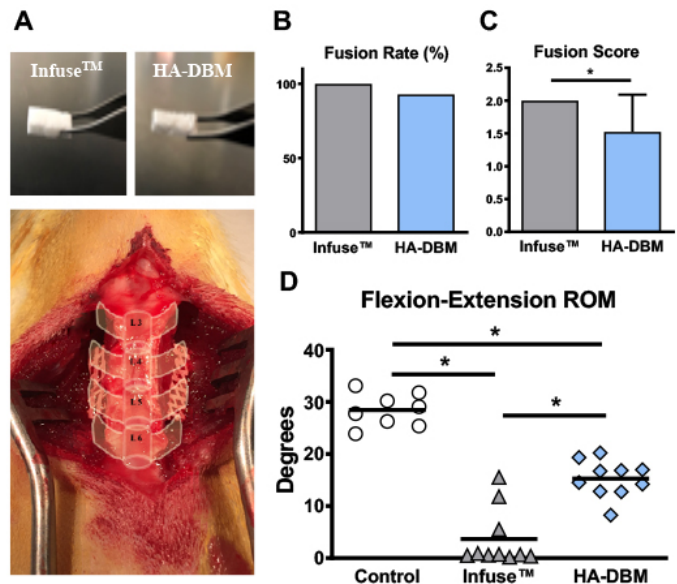 A
Infuse™
HA-DBM
L3
L4
L5
L6
B
Fusion Rate (%)
100
50
0
Infuse™
HA-DBM
C
Fusion Score
*
2.0
1.5
1.0
0.5
0.0
Infuse™
HA-DBM
D
Flexion-Extension ROM
*
*
*
Degrees
40
30
20
10
0
Control
Infuse™
HA-DBM